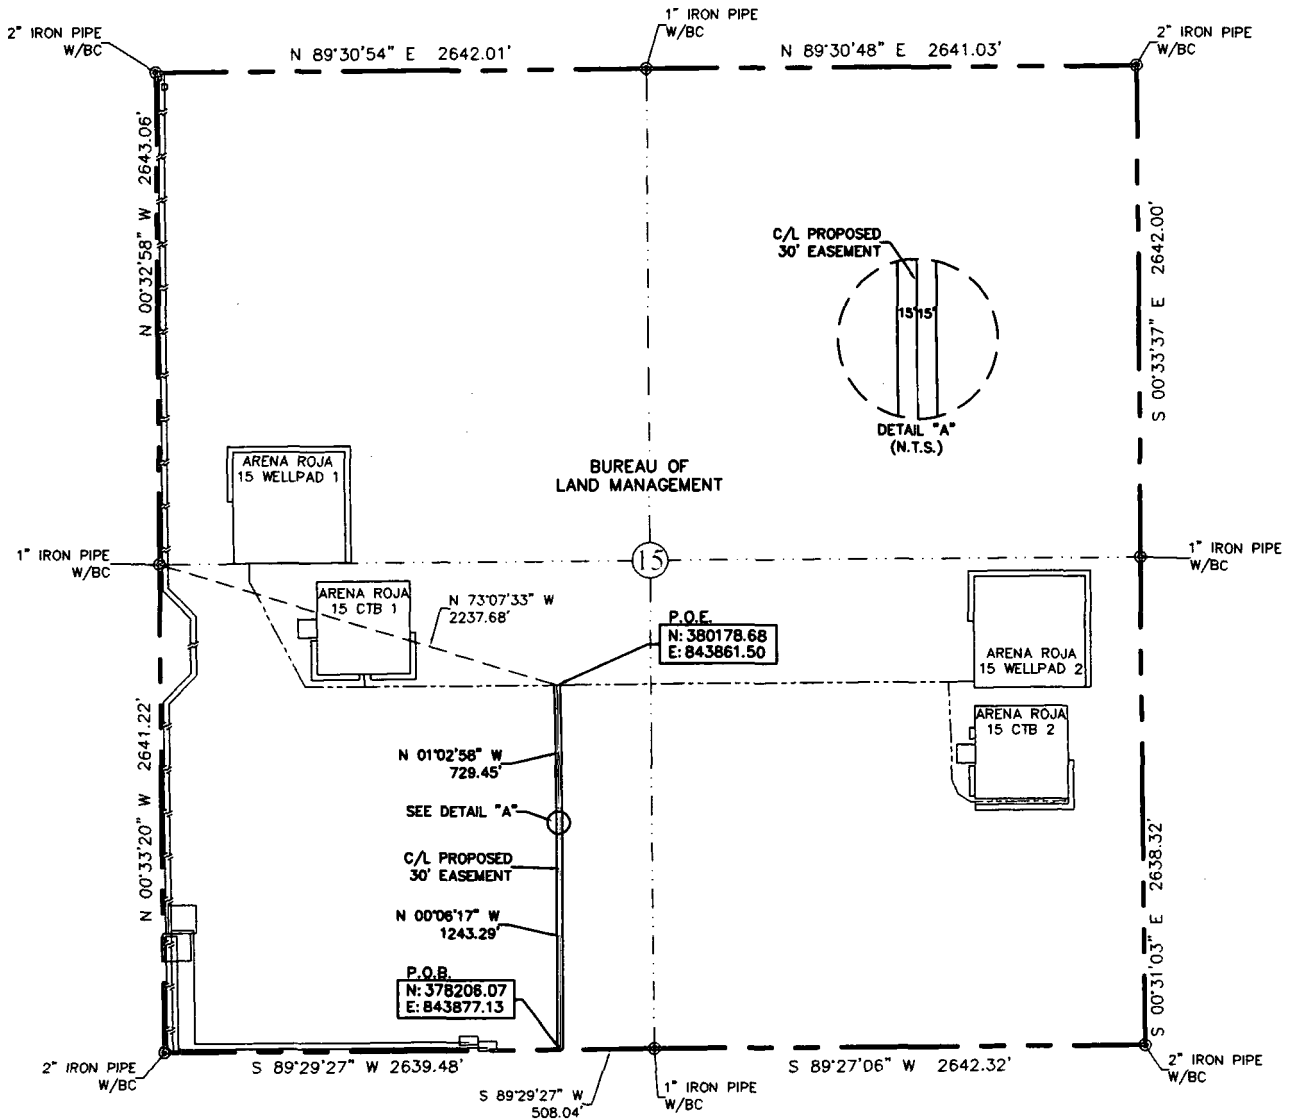 1" IRON PIPE
W/BC
2" IRON PIPE
W/BC
2" IRON PIPE
W/BC
N 89°30'54" E 2642.01'
N 89°30'48" E 2641.03'
N 00°32'58" W 2643.06'
S 00°33'37" E 2642.00'
C/L PROPOSED
30' EASEMENT
15' 15'
DETAIL "A"
(N.T.S.)
ARENA ROJA
15 WELLPAD 1
BUREAU OF
LAND MANAGEMENT
1" IRON PIPE
W/BC
15
1" IRON PIPE
W/BC
ARENA ROJA
15 CTB 1
N 73°07'33" W
2237.68'
P.O.E.
N: 380178.68
E: 843861.50
ARENA ROJA
15 WELLPAD 2
ARENA ROJA
15 CTB 2
N 00°33'20" W 2641.22'
N 01°02'58" W
729.45'
SEE DETAIL "A"
C/L PROPOSED
30' EASEMENT
N 00°06'17" W
1243.29'
S 00°31'03" E 2638.32'
P.O.B.
N: 378206.07
E: 843877.13
2" IRON PIPE
W/BC
S 89°29'27" W 2639.48'
S 89°29'27" W
508.04'
1" IRON PIPE
W/BC
S 89°27'06" W 2642.32'
2" IRON PIPE
W/BC